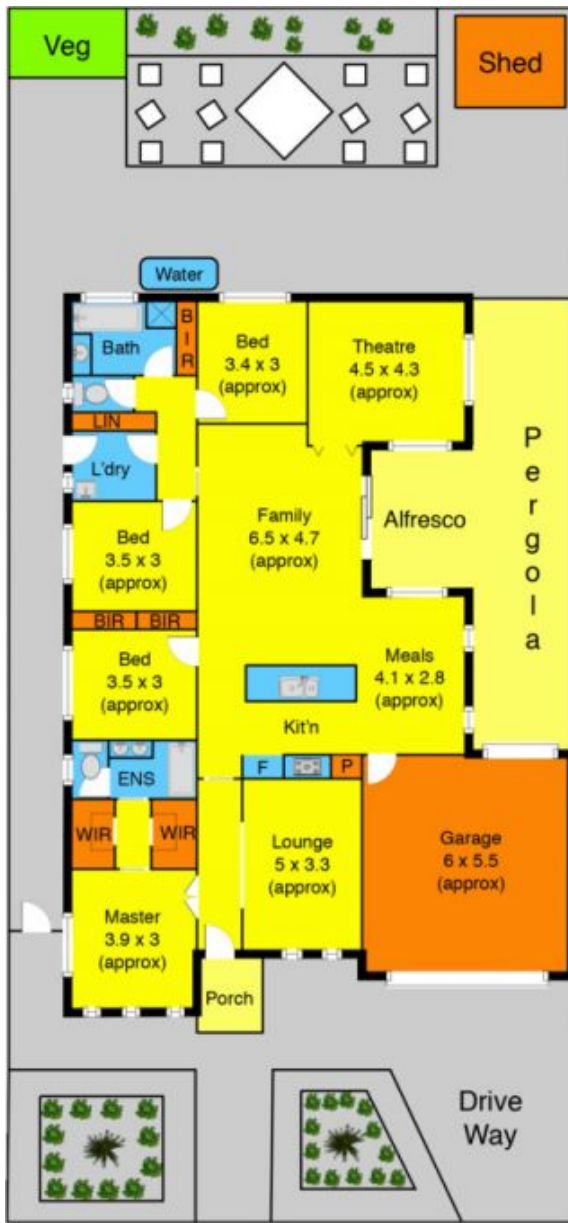 Veg
Shed
Water
Bath
B
I
R
Bed
3.4 x 3
(approx)
Theatre
4.5 x 4.3
(approx)
LIN
L'dry
Family
6.5 x 4.7
(approx)
Alfresco
P
e
r
g
o
l
a
Bed
3.5 x 3
(approx)
BIR
BIR
Bed
3.5 x 3
(approx)
Meals
4.1 x 2.8
(approx)
Kit'n
ENS
F
P
WIR
WIR
Lounge
5 x 3.3
(approx)
Garage
6 x 5.5
(approx)
Master
3.9 x 3
(approx)
Porch
Drive
Way